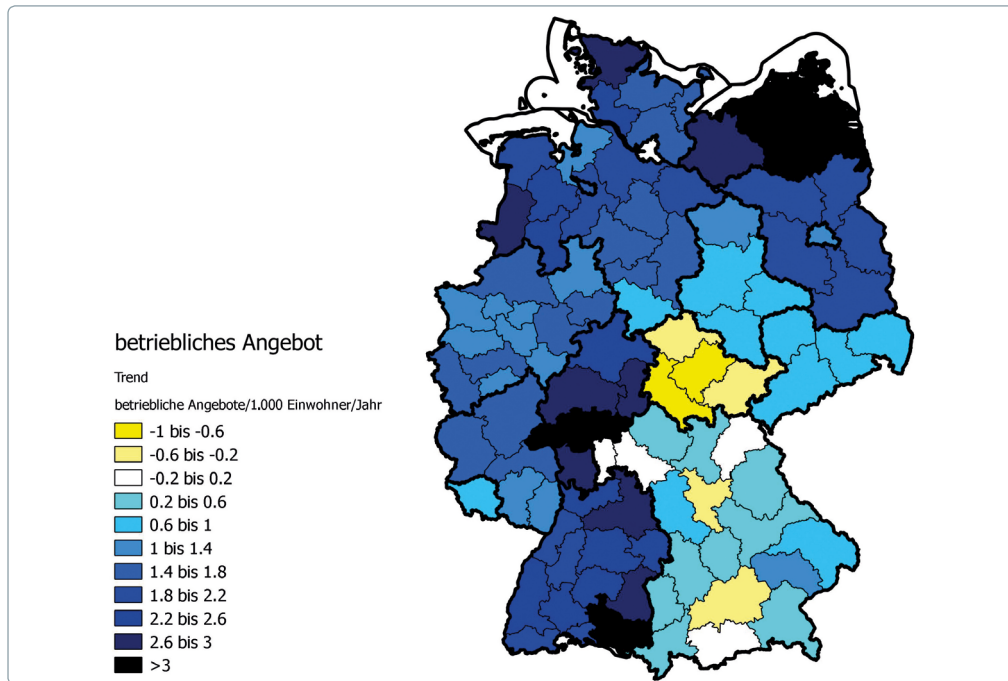 betriebliches Angebot
Trend
betriebliche Angebote/1.000 Einwohner/Jahr
-1 bis -0.6
-0.6 bis -0.2
-0.2 bis 0.2
0.2 bis 0.6
0.6 bis 1
1 bis 1.4
1.4 bis 1.8
1.8 bis 2.2
2.2 bis 2.6
2.6 bis 3
>3